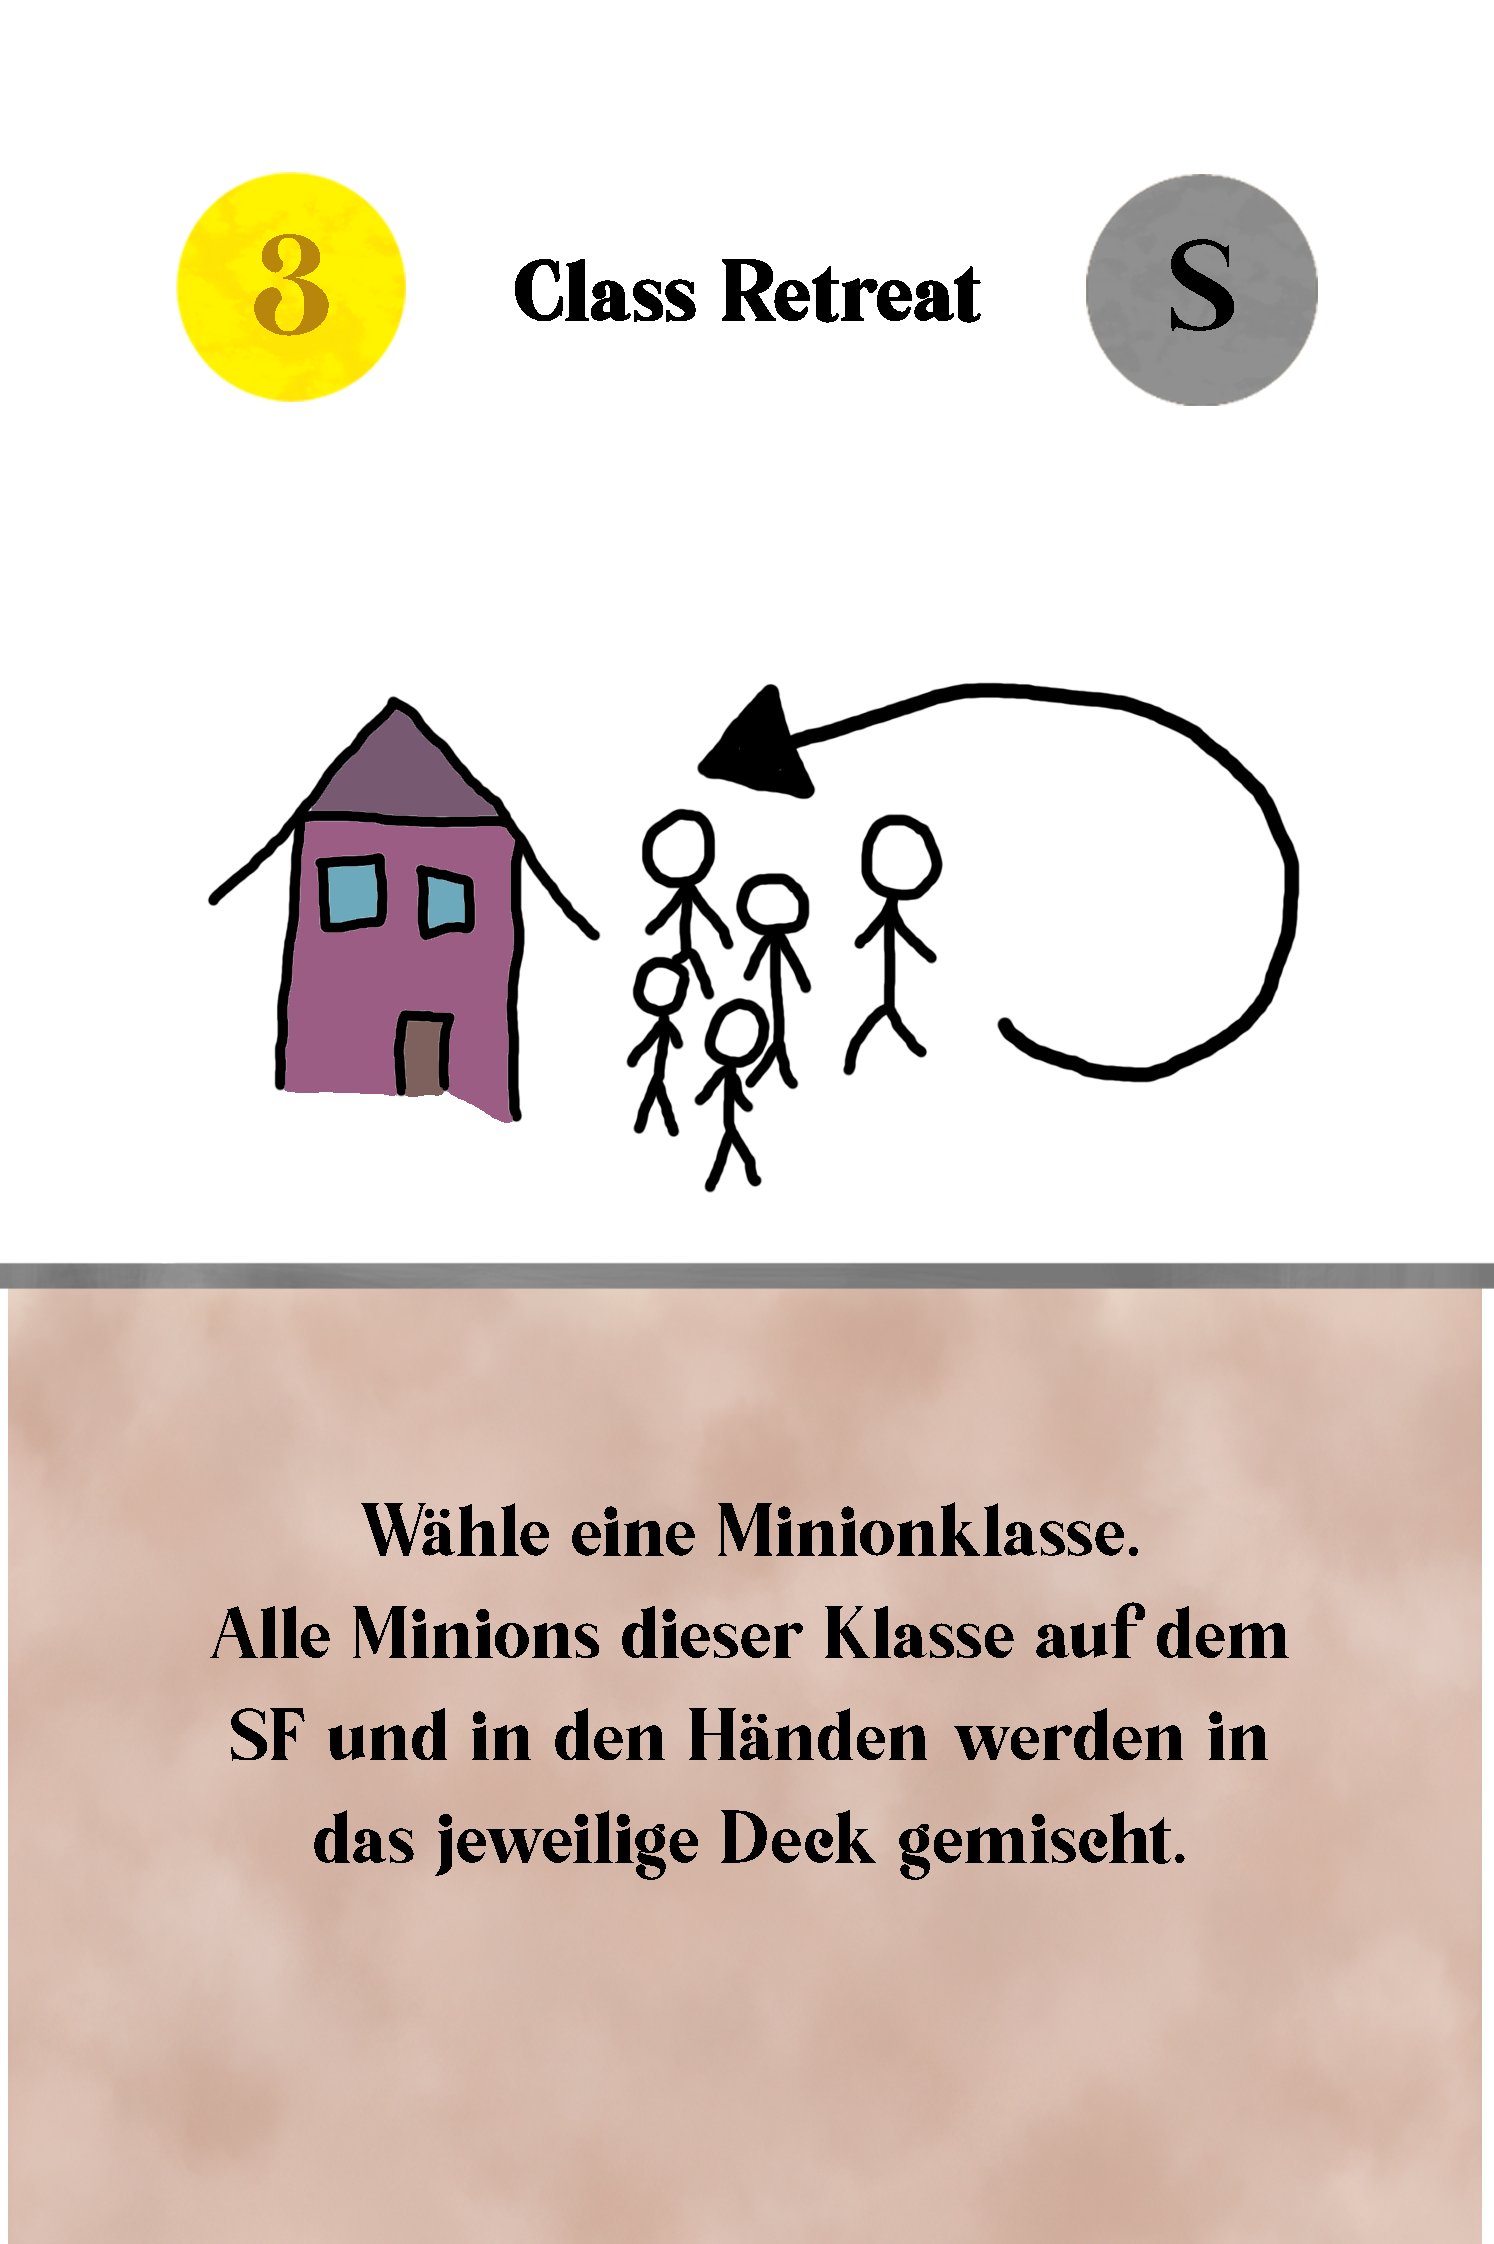 3 Class Retreat S
Wähle eine Minionklasse.
Alle Minions dieser Klasse auf dem
SF und in den Händen werden in
das jeweilige Deck gemischt.